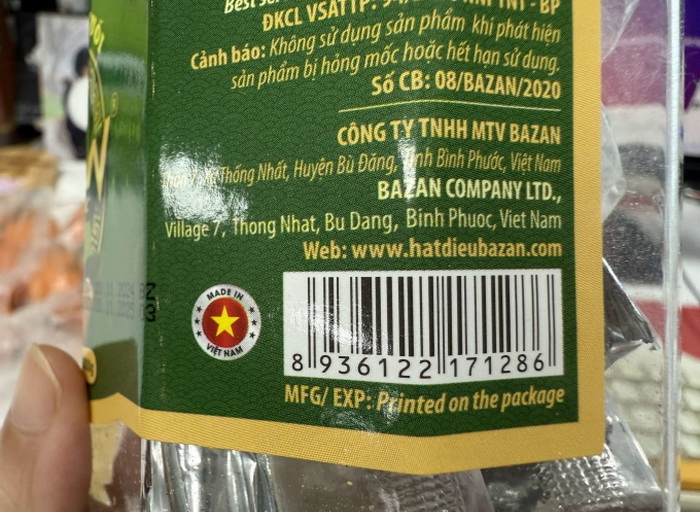 ĐKCL VSATTP:
Cảnh báo: Không sử dụng sản phẩm khi phát hiện
sản phẩm bị hỏng mốc hoặc hết hạn sử dụng.
Số CB: 08/BAZAN/2020
CÔNG TY TNHH MTV BAZAN
Thống Nhất, Huyện Bù Đăng, Tỉnh Bình Phước, Việt Nam
BAZAN COMPANY LTD.,
Village 7, Thong Nhat, Bu Dang, Binh Phuoc, Viet Nam
Web: www.hatdieubazan.com
MADE IN
VIỆT NAM
8 936122 171286
MFG/ EXP: Printed on the package